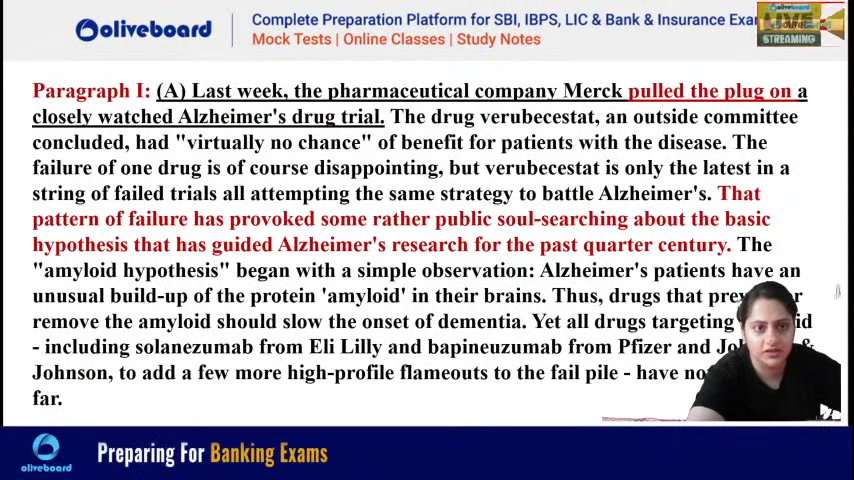 oliveboard
Complete Preparation Platform for SBI, IBPS, LIC & Bank & Insurance Exa
Mock Tests | Online Classes | Study Notes
oliveboard
LIVE
STREAMING
Paragraph I: (A) Last week, the pharmaceutical company Merck pulled the plug on a
closely watched Alzheimer's drug trial. The drug verubecestat, an outside committee
concluded, had "virtually no chance" of benefit for patients with the disease. The
failure of one drug is of course disappointing, but verubecestat is only the latest in a
string of failed trials all attempting the same strategy to battle Alzheimer's. That
pattern of failure has provoked some rather public soul-searching about the basic
hypothesis that has guided Alzheimer's research for the past quarter century. The
"amyloid hypothesis" began with a simple observation: Alzheimer's patients have an
unusual build-up of the protein 'amyloid' in their brains. Thus, drugs that
remove the amyloid should slow the onset of dementia. Yet all drugs targeting
- including solanezumab from Eli Lilly and bapineuzumab from Pfizer and
Johnson, to add a few more high-profile flameouts to the fail pile - have
far.
oliveboard
Preparing For Banking Exams